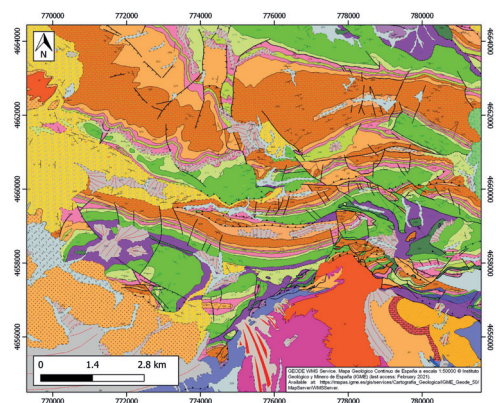 770000 772000 774000 776000 778000 780000
4664000 4664000
N
4662000 4662000
4660000 4660000
4658000 4658000
4656000 4656000
0 1.4 2.8 km
GEODE WMS Service. Mapa Geológico Continuo de España a escala 1:50000 © Instituto
Geológico y Minero de España (IGME) (last access: February 2021).
Available at: https://mapas.igme.es/gis/services/Cartografia_Geologica/IGME_Geode_50/
MapServer/WMSServer.
770000 772000 774000 776000 778000 780000